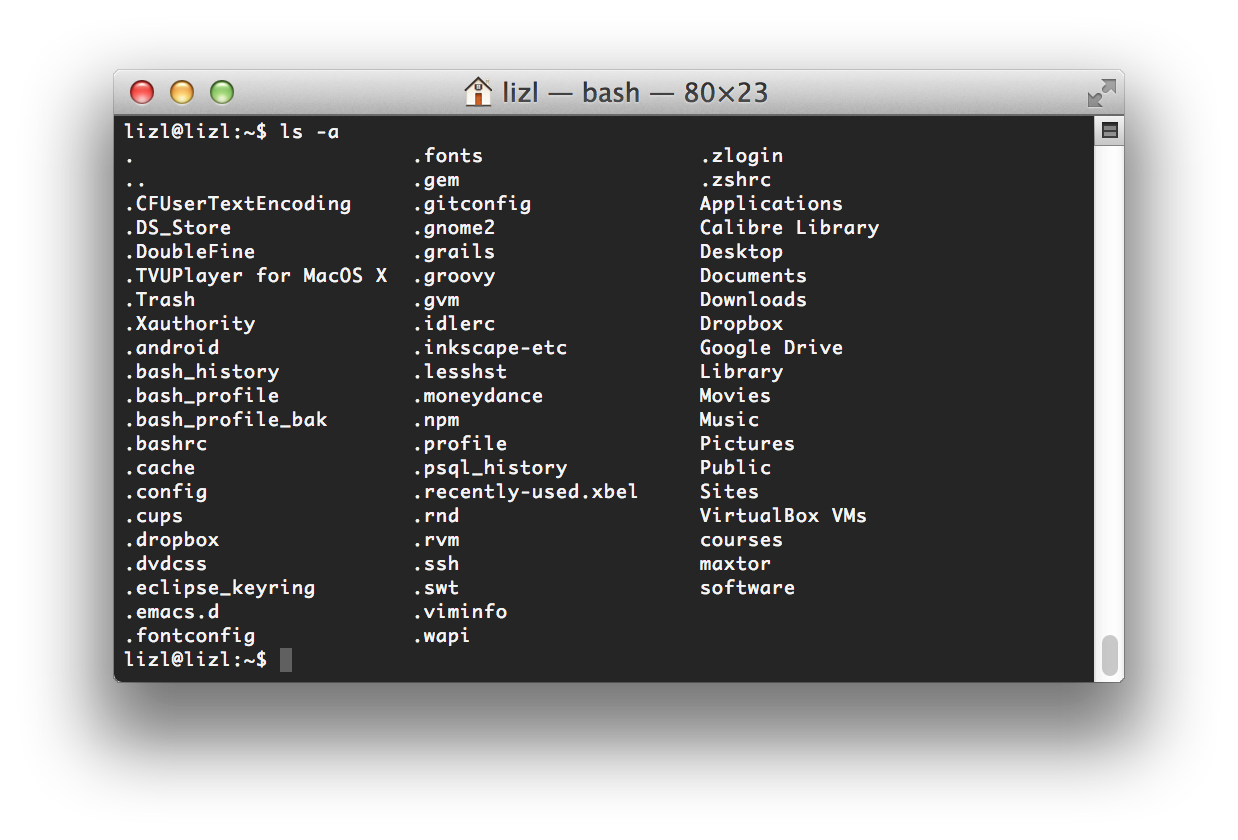 lizl — bash — 80×23
lizl@lizl:~$ ls -a
. .fonts .zlogin
.. .gem .zshrc
.CFUserTextEncoding .gitconfig Applications
.DS_Store .gnome2 Calibre Library
.DoubleFine .grails Desktop
.TVUPlayer for MacOS X .groovy Documents
.Trash .gvm Downloads
.Xauthority .idlerc Dropbox
.android .inkscape-etc Google Drive
.bash_history .lesshst Library
.bash_profile .moneydance Movies
.bash_profile_bak .npm Music
.bashrc .profile Pictures
.cache .psql_history Public
.config .recently-used.xbel Sites
.cups .rnd VirtualBox VMs
.dropbox .rvm courses
.dvdcss .ssh maxtor
.eclipse_keyring .swt software
.emacs.d .viminfo
.fontconfig .wapi
lizl@lizl:~$